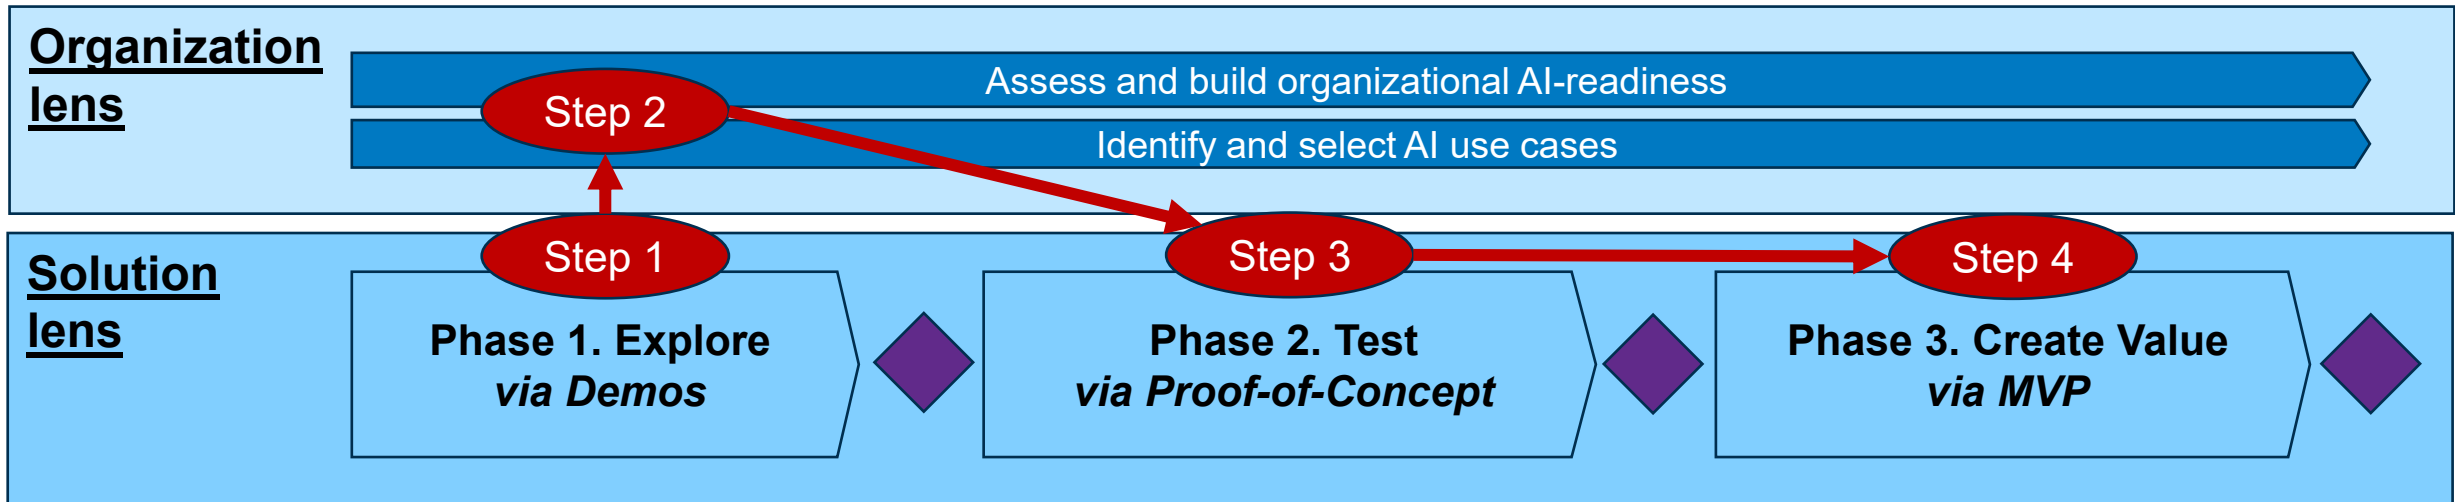 Organization
lens
Assess and build organizational AI-readiness
Step 2
Identify and select AI use cases
Solution
lens
Step 1
Step 3
Step 4
Phase 1. Explore
via Demos
Phase 2. Test
via Proof-of-Concept
Phase 3. Create Value
via MVP